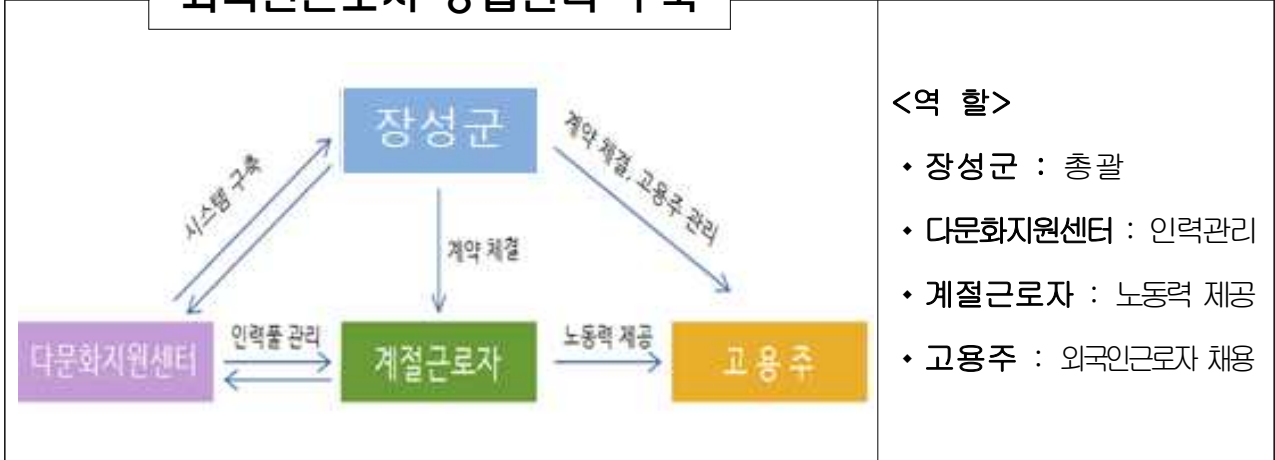 장성군
계약 체결, 고용주 관리
시스템 구축
계약 체결
다문화지원센터
인력풀 관리
계절근로자
노동력 제공
고용주
<역 할>
◆ 장성군 : 총괄
◆ 다문화지원센터 : 인력관리
◆ 계절근로자 : 노동력 제공
◆ 고용주 : 외국인근로자 채용